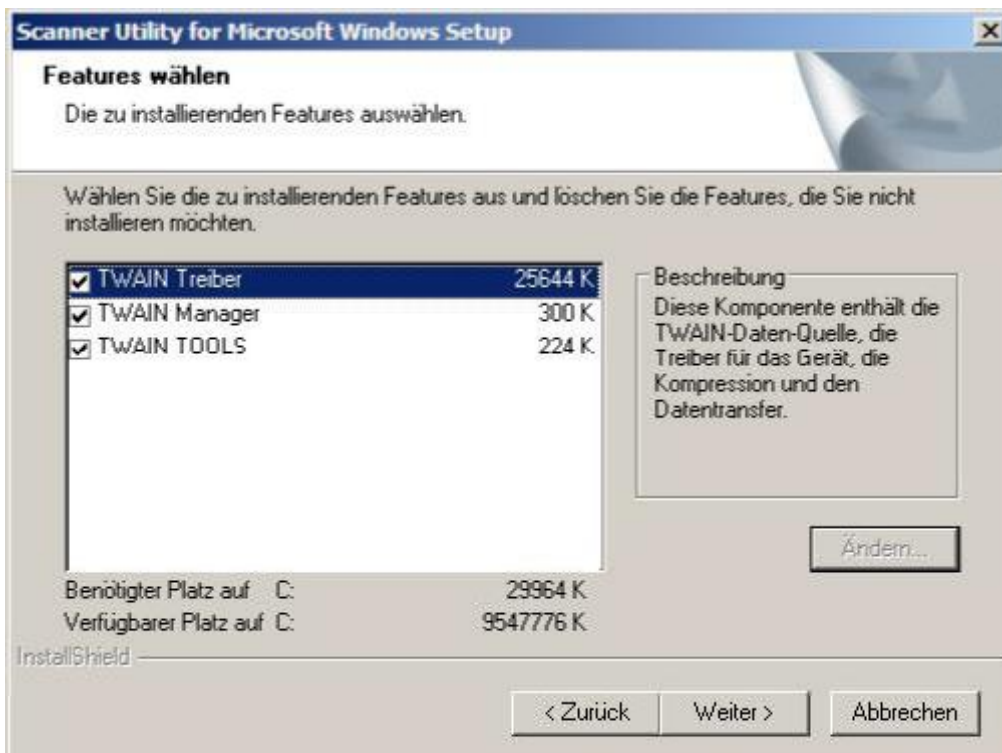 Scanner Utility for Microsoft Windows Setup
Features wählen
Die zu installierenden Features auswählen.
Wählen Sie die zu installierenden Features aus und löschen Sie die Features, die Sie nicht
installieren möchten.
TWAIN Treiber 25644 K
TWAIN Manager 300 K
TWAIN TOOLS 224 K
Beschreibung
Diese Komponente enthält die
TWAIN-Daten-Quelle, die
Treiber für das Gerät, die
Kompression und den
Datentransfer.
Ändern...
Benötigter Platz auf C: 29964 K
Verfügbarer Platz auf C: 9547776 K
InstallShield
< Zurück Weiter > Abbrechen